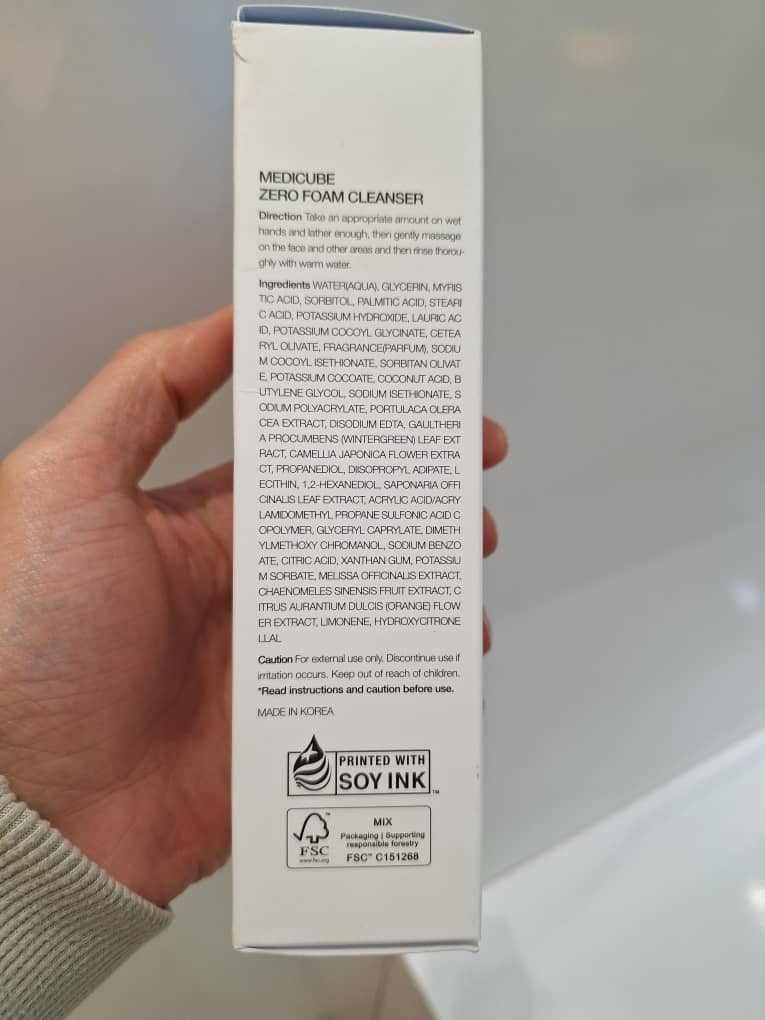 MEDICUBE
ZERO FOAM CLEANSER
Direction Take an appropriate amount on wet
hands and lather enough, then gently massage
on the face and other areas and then rinse thorou-
ghly with warm water.
Ingredients WATER(AQUA), GLYCERIN, MYRIS
TIC ACID, SORBITOL, PALMITIC ACID, STEARI
C ACID, POTASSIUM HYDROXIDE, LAURIC AC
ID, POTASSIUM COCOYL GLYCINATE, CETEA
RYL OLIVATE, FRAGRANCE(PARFUM), SODIU
M COCOYL ISETHIONATE, SORBITAN OLIVAT
E, POTASSIUM COCOATE, COCONUT ACID, B
UTYLENE GLYCOL, SODIUM ISETHIONATE, S
ODIUM POLYACRYLATE, PORTULACA OLERA
CEA EXTRACT, DISODIUM EDTA, GAULTHERI
A PROCUMBENS (WINTERGREEN) LEAF EXT
RACT, CAMELLIA JAPONICA FLOWER EXTRA
CT, PROPANEDIOL, DIISOPROPYL ADIPATE, L
ECITHIN, 1,2-HEXANEDIOL, SAPONARIA OFFI
CINALIS LEAF EXTRACT, ACRYLIC ACID/ACRY
LAMIDOMETHYL PROPANE SULFONIC ACID C
OPOLYMER, GLYCERYL CAPRYLATE, DIMETH
YLMETHOXY CHROMANOL, SODIUM BENZO
ATE, CITRIC ACID, XANTHAN GUM, POTASSIU
M SORBATE, MELISSA OFFICINALIS EXTRACT,
CHAENOMELES SINENSIS FRUIT EXTRACT, C
ITRUS AURANTIUM DULCIS (ORANGE) FLOW
ER EXTRACT, LIMONENE, HYDROXYCITRONE
LLAL
Caution For external use only. Discontinue use if
irritation occurs. Keep out of reach of children.
*Read instructions and caution before use.
MADE IN KOREA
PRINTED WITH
SOY INK™
FSC
www.fsc.org
MIX
Packaging | Supporting
responsible forestry
FSC™ C151268